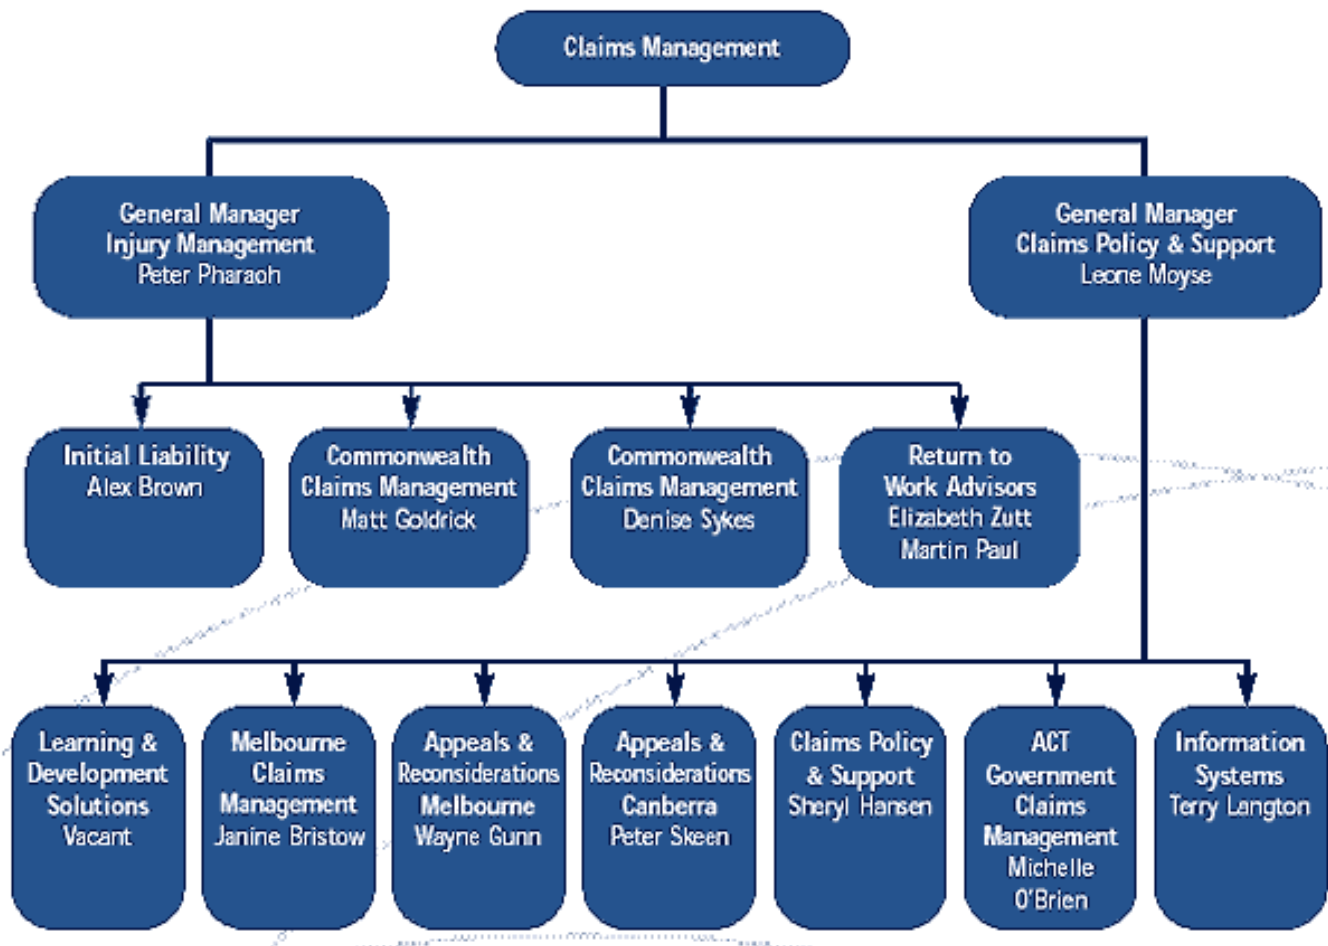 Claims Management
General Manager
Injury Management
Peter Pharaoh
General Manager
Claims Policy & Support
Leone Moyse
Initial Liability
Alex Brown
Commonwealth
Claims Management
Matt Goldrick
Commonwealth
Claims Management
Denise Sykes
Return to
Work Advisors
Elizabeth Zutt
Martin Paul
Learning &
Development
Solutions
Vacant
Melbourne
Claims
Management
Janine Bristow
Appeals &
Reconsiderations
Melbourne
Wayne Gunn
Appeals &
Reconsiderations
Canberra
Peter Skeen
Claims Policy
& Support
Sheryl Hansen
ACT
Government
Claims
Management
Michelle
O'Brien
Information
Systems
Terry Langton